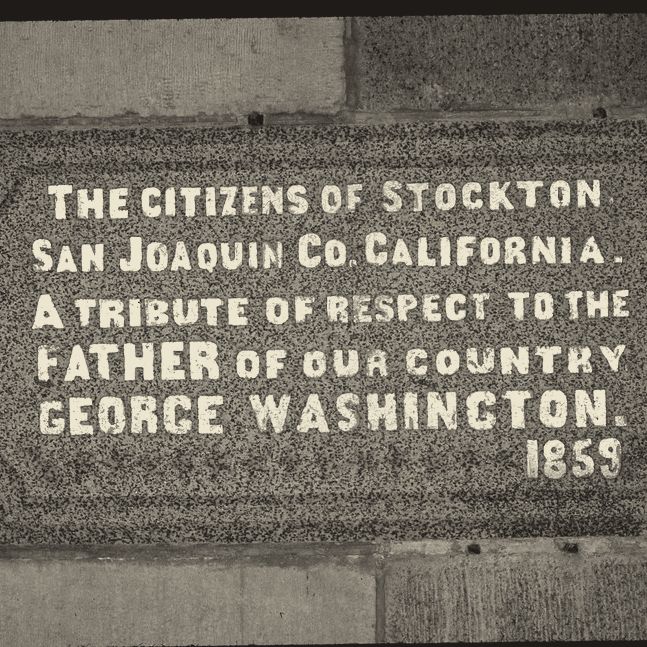 THE CITIZENS OF STOCKTON.
SAN JOAQUIN CO. CALIFORNIA.
A TRIBUTE OF RESPECT TO THE
FATHER OF OUR COUNTRY
GEORGE WASHINGTON.
1859